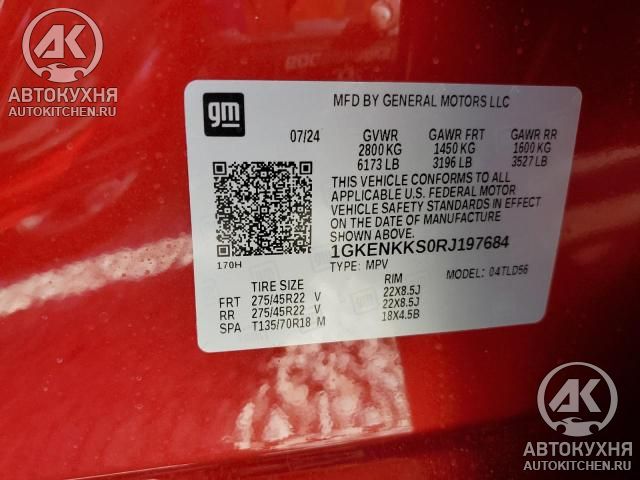 AK
АВТОКУХНЯ
AUTOKITCHEN.RU
gm
MFD BY GENERAL MOTORS LLC
07/24 GVWR GAWR FRT GAWR RR
2800 KG 1450 KG 1600 KG
6173 LB 3196 LB 3527 LB
THIS VEHICLE CONFORMS TO ALL
APPLICABLE U.S. FEDERAL MOTOR
VEHICLE SAFETY STANDARDS IN EFFECT
ON THE DATE OF MANUFACTURE
SHOWN ABOVE.
170H
1GKENKKS0RJ197684
TYPE: MPV MODEL: 04TLD56
TIRE SIZE RIM
FRT 275/45R22 V 22X8.5J
RR 275/45R22 V 22X8.5J
SPA T135/70R18 M 18X4.5B
AK
АВТОКУХНЯ
AUTOKITCHEN.RU